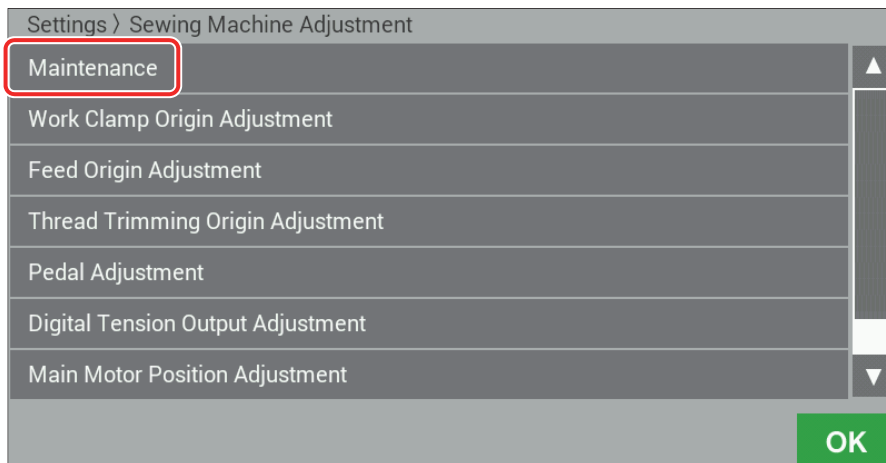 Settings 〉 Sewing Machine Adjustment
Maintenance
Work Clamp Origin Adjustment
Feed Origin Adjustment
Thread Trimming Origin Adjustment
Pedal Adjustment
Digital Tension Output Adjustment
Main Motor Position Adjustment
OK